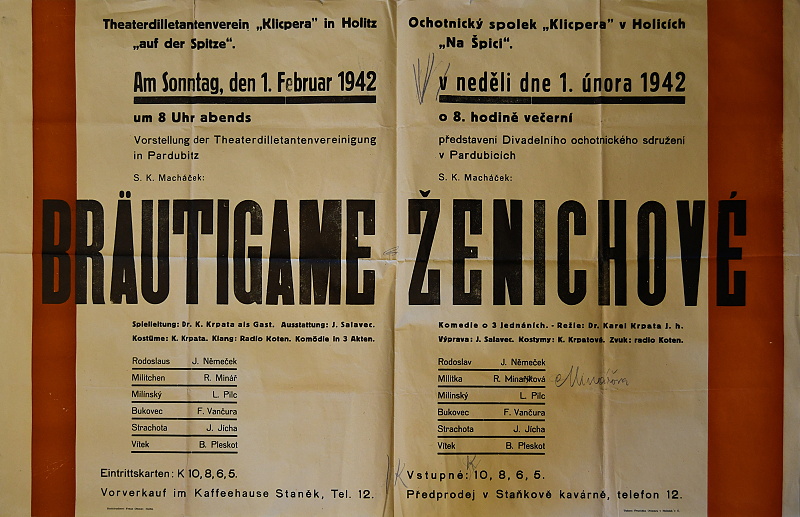 Theaterdilletantenverein „Klicpera" in Holitz
„auf der Spitze".
Am Sonntag, den 1. Februar 1942
um 8 Uhr abends
Vorstellung der Theaterdilletantenvereinigung
in Pardubitz
S. K. Macháček:
BRÄUTIGAME
Spielleitung: Dr. K. Krpata als Gast. Ausstattung: J. Salavec.
Kostüme: K. Krpata. Klang: Radio Koten. Komödie in 3 Akten.
Rodoslaus J. Němeček
Militchen R. Minář
Milínský L. Pilc
Bukovec F. Vančura
Strachota J. Jícha
Vítek B. Pleskot
Eintrittskarten: K 10, 8, 6, 5.
Vorverkauf im Kaffeehause Staněk, Tel. 12.
Ochotnický spolek „Klicpera" v Holicích
„Na Špici".
v neděli dne 1. února 1942
o 8. hodině večerní
představení Divadelního ochotnického sdružení
v Pardubicích
S. K. Macháček:
ŽENICHOVÉ
Komedie o 3 jednáních. - Režie: Dr. Karel Krpata J. h.
Výprava: J. Salavec. Kostymy: K. Krpatová. Zvuk: radio Koten.
Rodoslav J. Němeček
Militka R. Minaříková Minářova
Milínský L. Pilc
Bukovec F. Vančura
Strachota J. Jícha
Vítek B. Pleskot
K Vstupné: K 10, 8, 6, 5.
Předprodej v Staňkově kavárně, telefon 12.